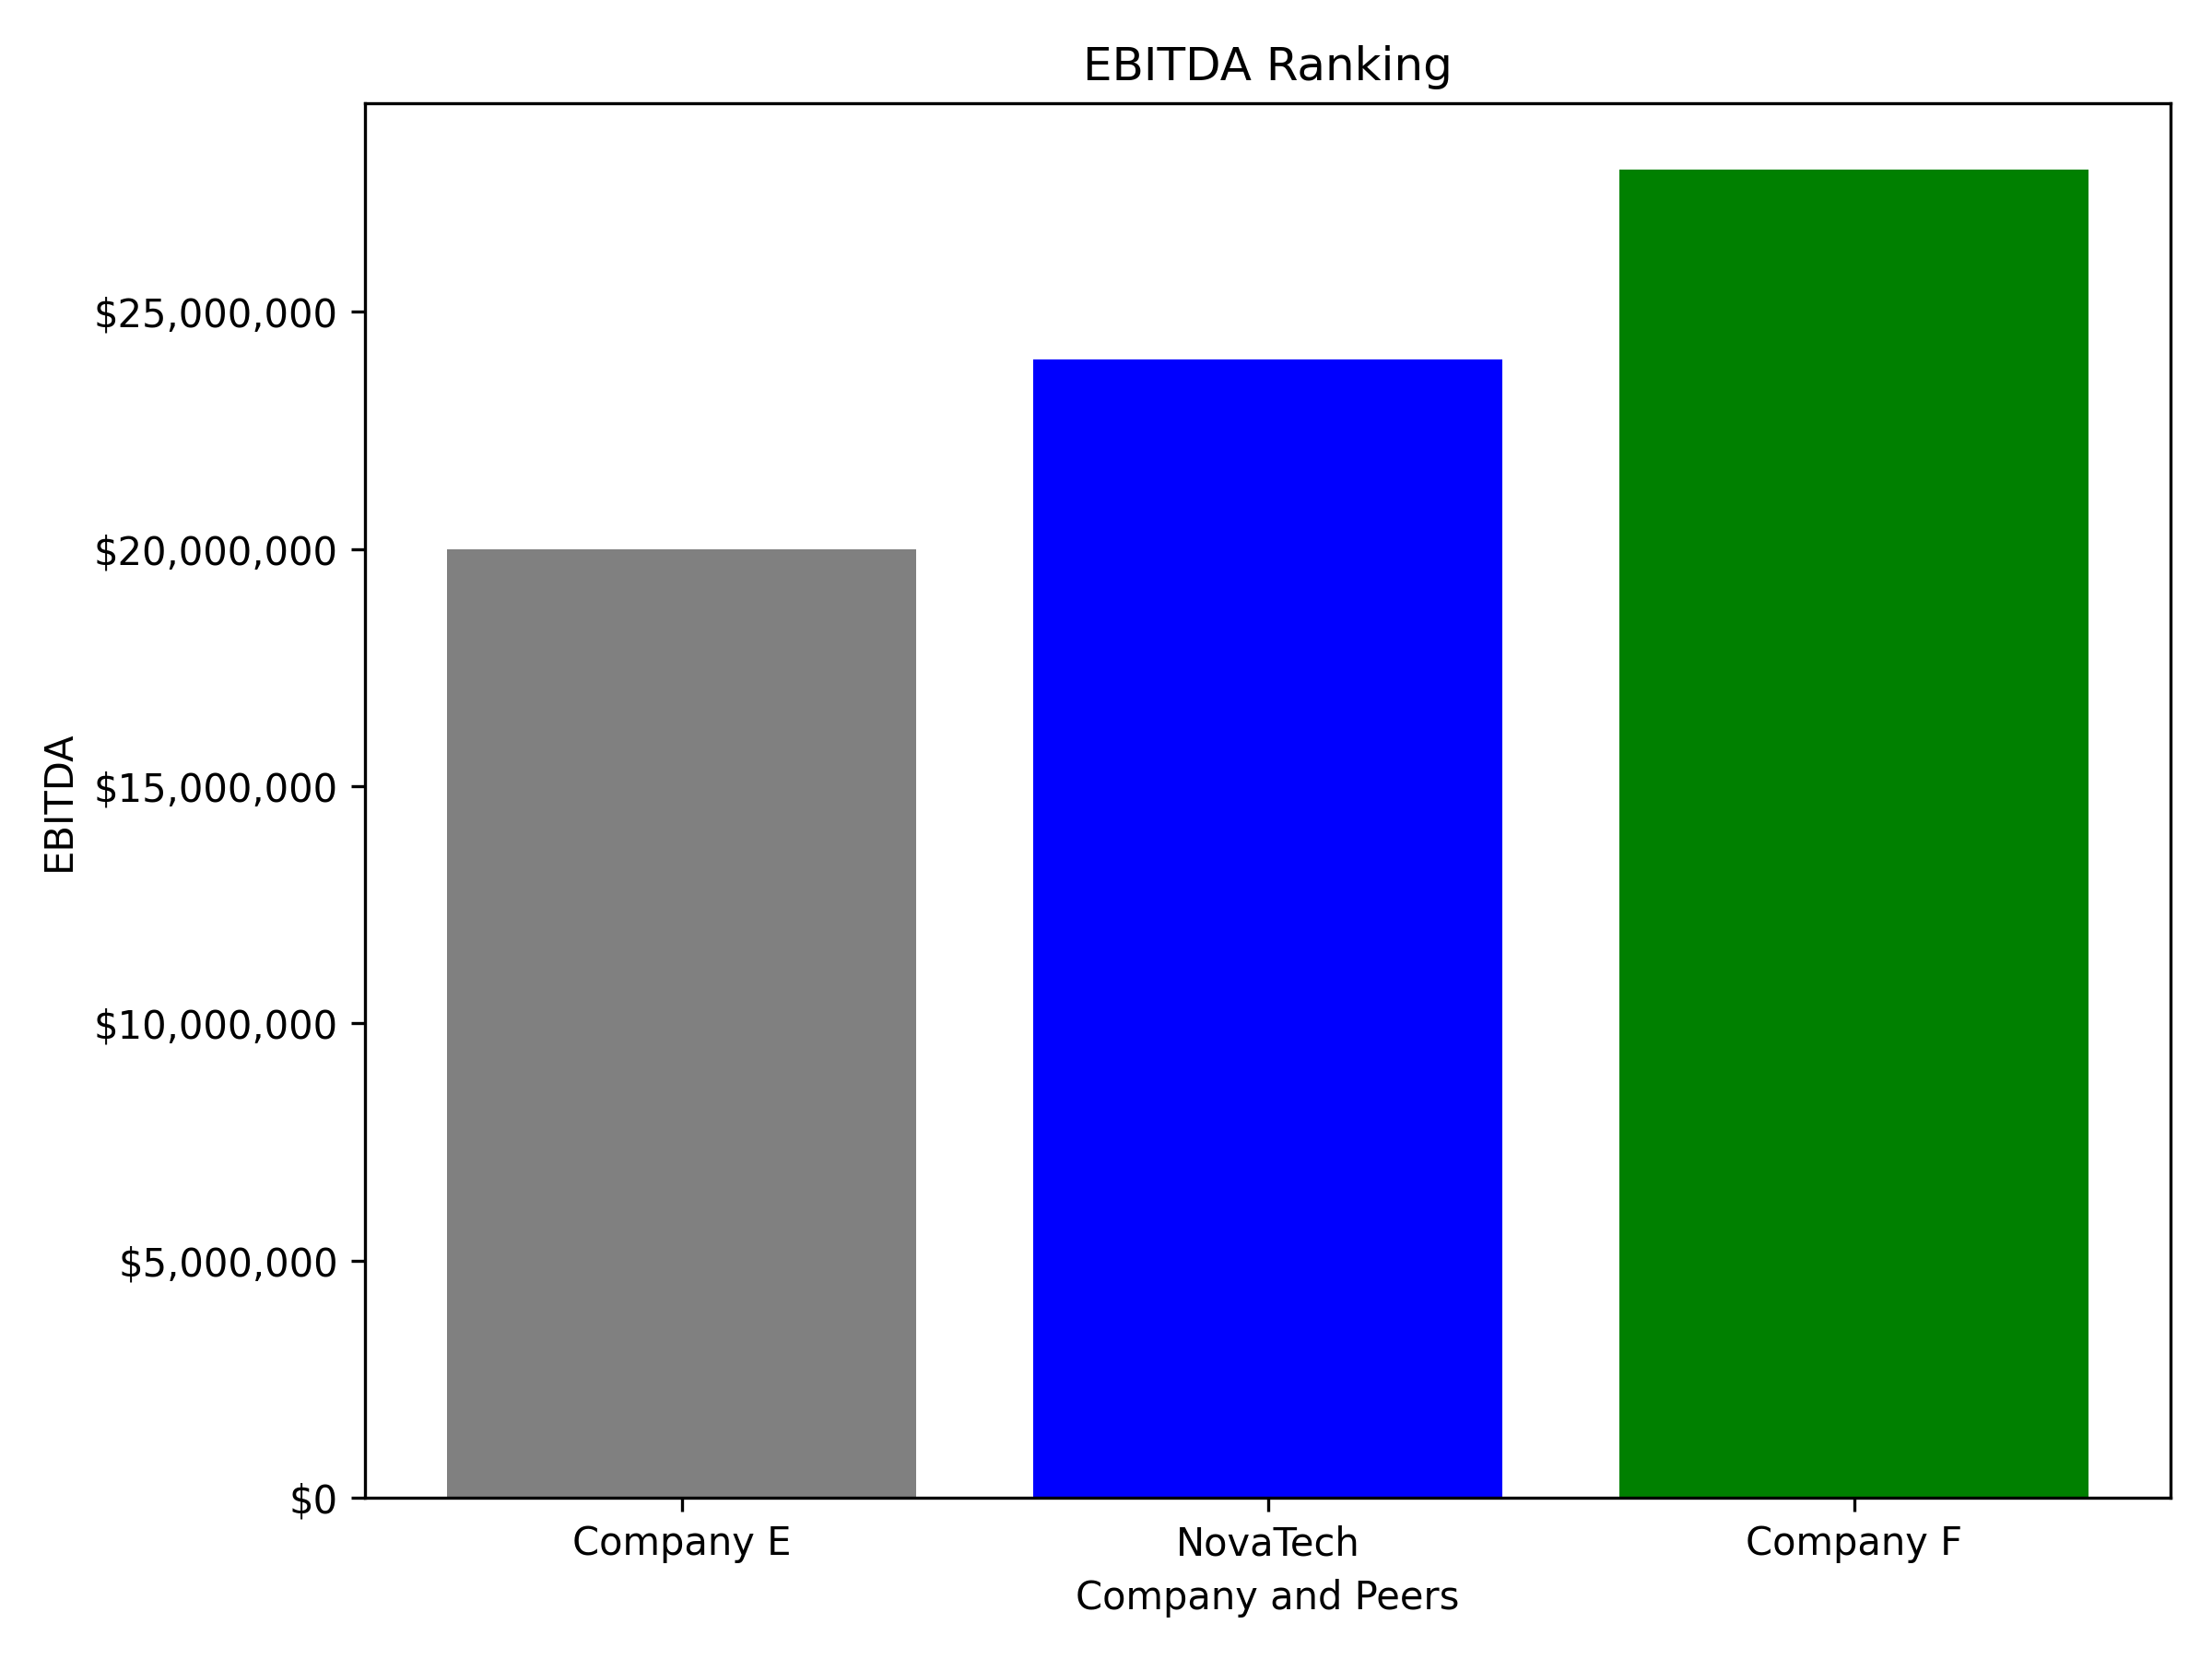 EBITDA Ranking
EBITDA
$25,000,000
$20,000,000
$15,000,000
$10,000,000
$5,000,000
$0
Company E
NovaTech
Company F
Company and Peers